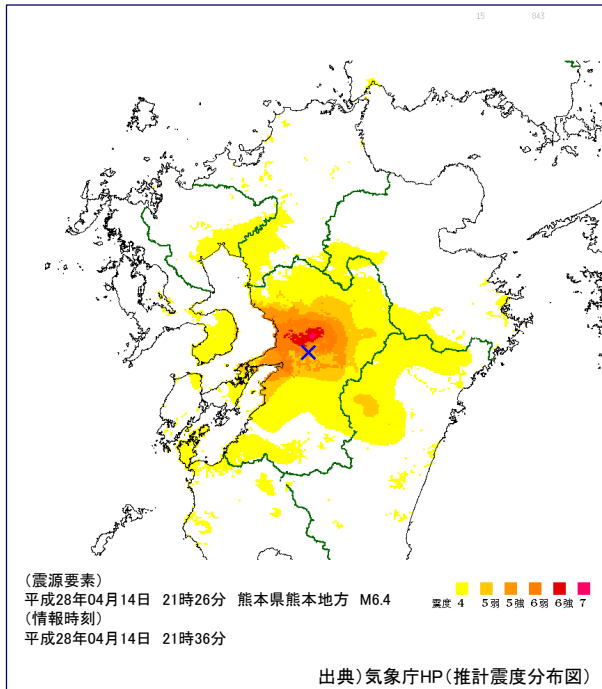 15 843
(震源要素)
平成28年04月14日 21時26分 熊本県熊本地方 M6.4
(情報時刻)
平成28年04月14日 21時36分
震度 4 5弱 5強 6弱 6強 7
出典)気象庁HP(推計震度分布図)